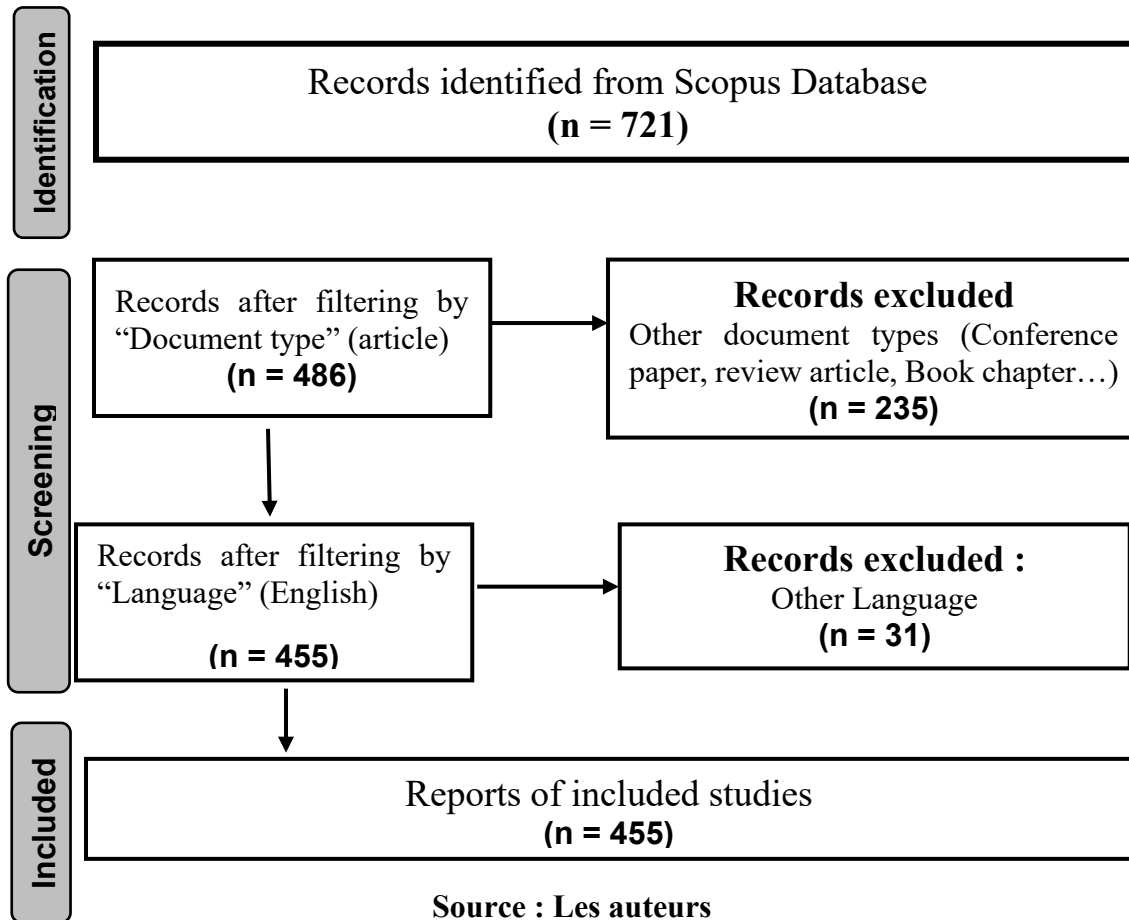 Identification
Records identified from Scopus Database
(n = 721)
Screening
Records after filtering by
“Document type” (article)
(n = 486)
Records excluded
Other document types (Conference
paper, review article, Book chapter…)
(n = 235)
Records after filtering by
“Language” (English)
(n = 455)
Records excluded :
Other Language
(n = 31)
Included
Reports of included studies
(n = 455)
Source : Les auteurs